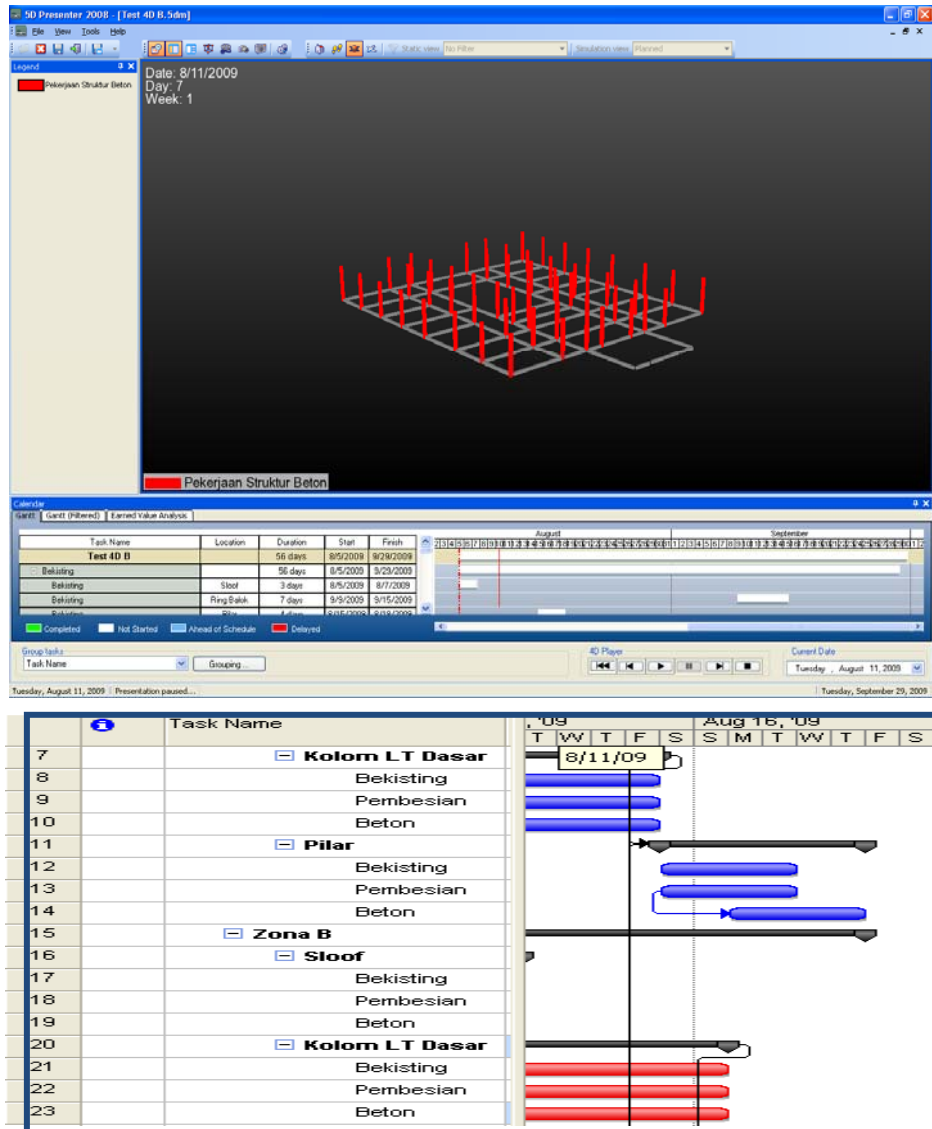 5D Presenter 2008 - [Test 4D B.5dm]
File View Tools Help
Static view No Filter Simulation view Planned
Legend
Pekerjaan Struktur Beton
Date: 8/11/2009
Day: 7
Week: 1
Pekerjaan Struktur Beton
Calendar
Gantt Gantt (Filtered) Earned Value Analysis
August September
Task Name Location Duration Start Finish
Test 4D B 56 days 8/5/2009 9/29/2009
Bekisting 56 days 8/5/2009 9/29/2009
Bekisting Sloof 3 days 8/5/2009 8/7/2009
Bekisting Ring Balok 7 days 9/9/2009 9/15/2009
Completed Not Started Ahead of Schedule Delayed
Group tasks 4D Player Current Date
Task Name Grouping... Tuesday , August 11, 2009
Tuesday, August 11, 2009 Presentation paused... Tuesday, September 29, 2009
Task Name , '09 Aug 16, '09
T W T F S S M T W T F S
7 Kolom LT Dasar 8/11/09
8 Bekisting
9 Pembesian
10 Beton
11 Pilar
12 Bekisting
13 Pembesian
14 Beton
15 Zona B
16 Sloof
17 Bekisting
18 Pembesian
19 Beton
20 Kolom LT Dasar
21 Bekisting
22 Pembesian
23 Beton